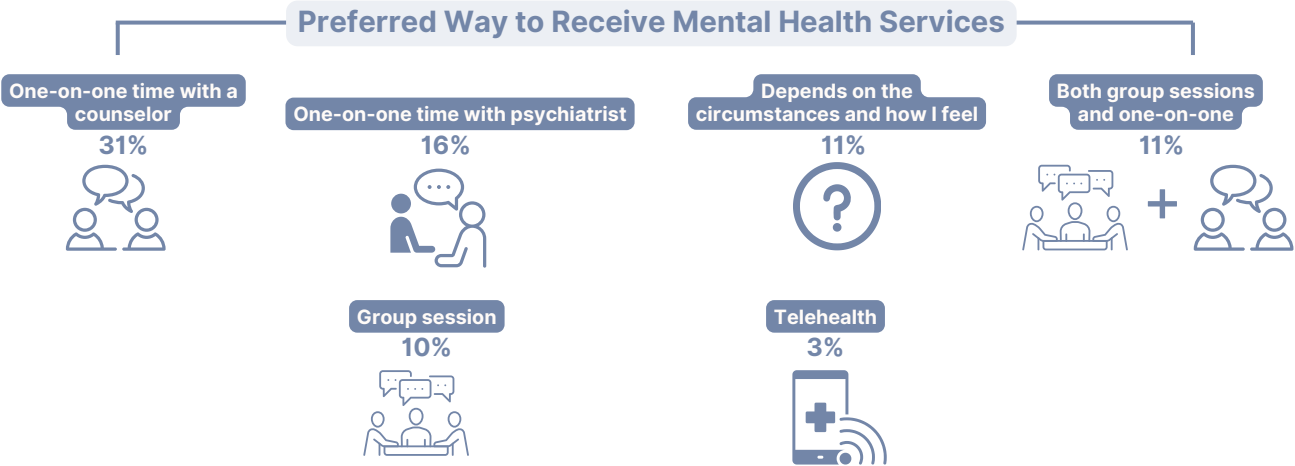 Preferred Way to Receive Mental Health Services
One-on-one time with a
counselor
31%
One-on-one time with psychiatrist
16%
Depends on the
circumstances and how I feel
11%
Both group sessions
and one-on-one
11%
Group session
10%
Telehealth
3%